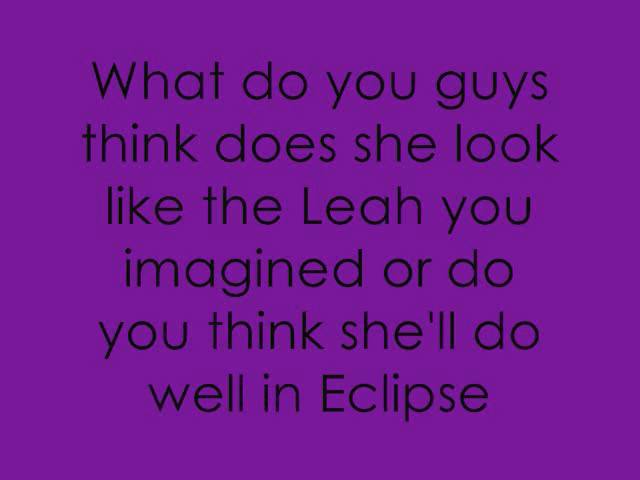 What do you guys
think does she look
like the Leah you
imagined or do
you think she'll do
well in Eclipse